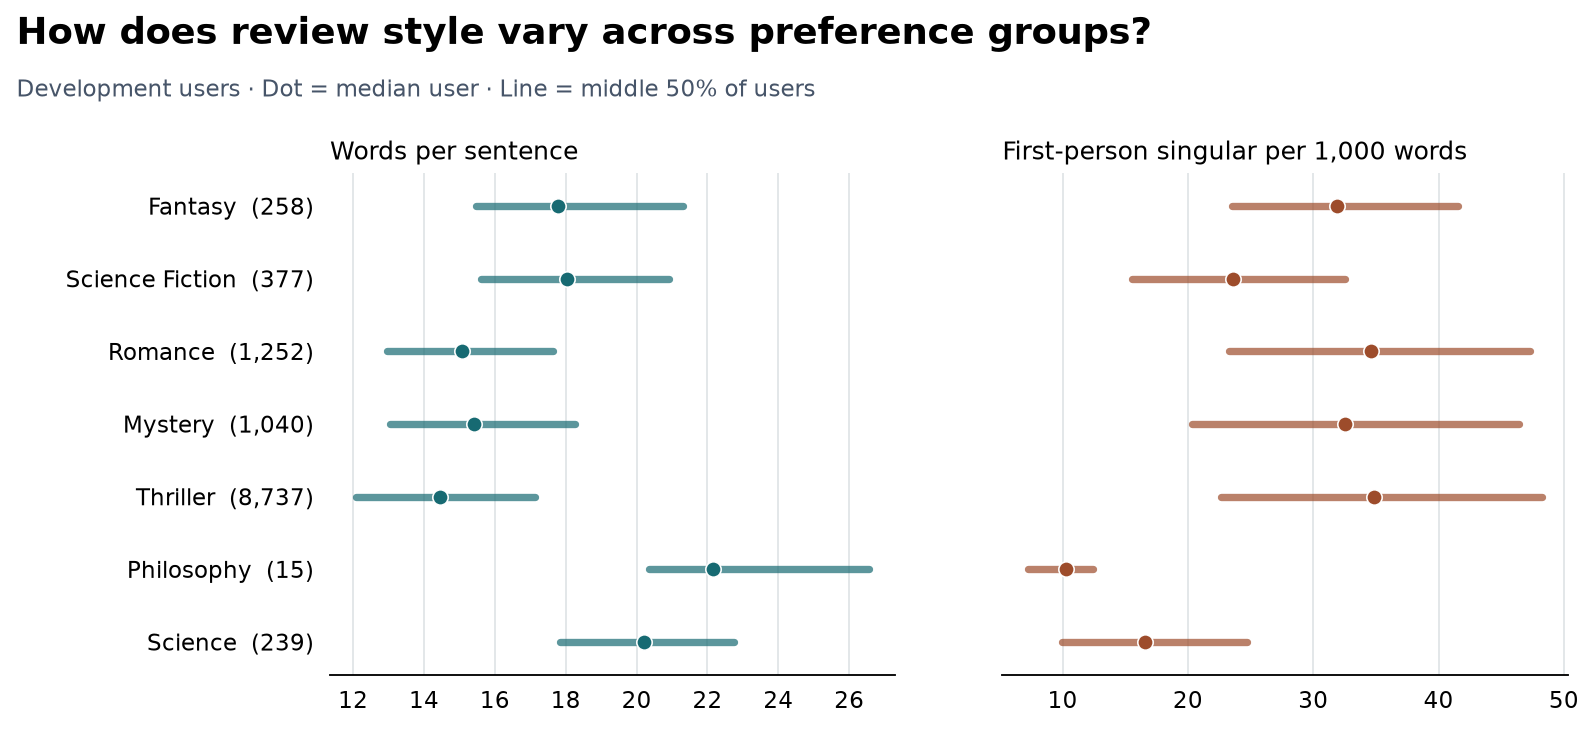 How does review style vary across preference groups?
Development users · Dot = median user · Line = middle 50% of users
Words per sentence
First-person singular per 1,000 words
Fantasy (258)
Science Fiction (377)
Romance (1,252)
Mystery (1,040)
Thriller (8,737)
Philosophy (15)
Science (239)
12 14 16 18 20 22 24 26
10 20 30 40 50